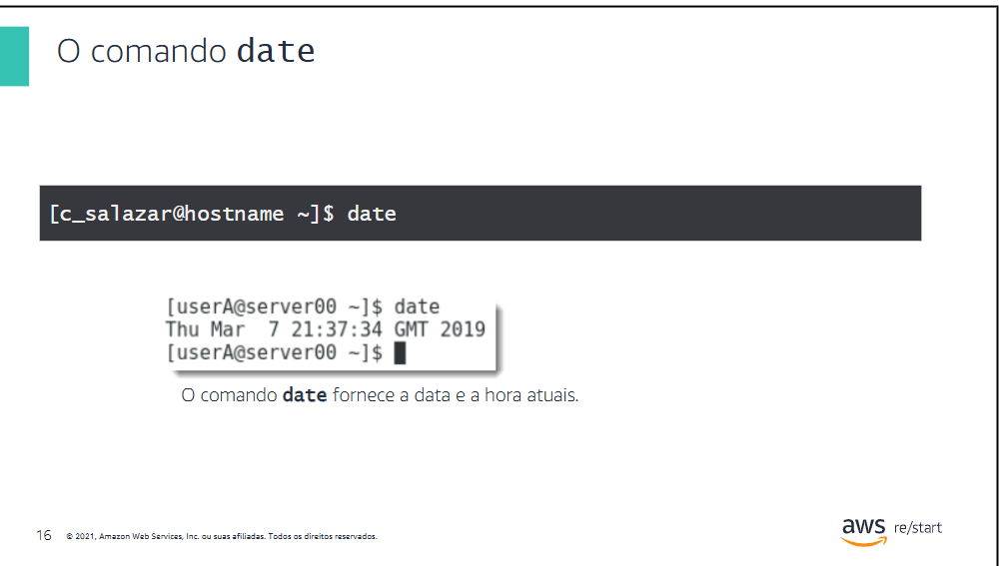 O comando date
[c_salazar@hostname ~]$ date
[userA@server00 ~]$ date
Thu Mar  7 21:37:34 GMT 2019
[userA@server00 ~]$
O comando date fornece a data e a hora atuais.
16 © 2021, Amazon Web Services, Inc. ou suas afiliadas. Todos os direitos reservados.
aws re/start